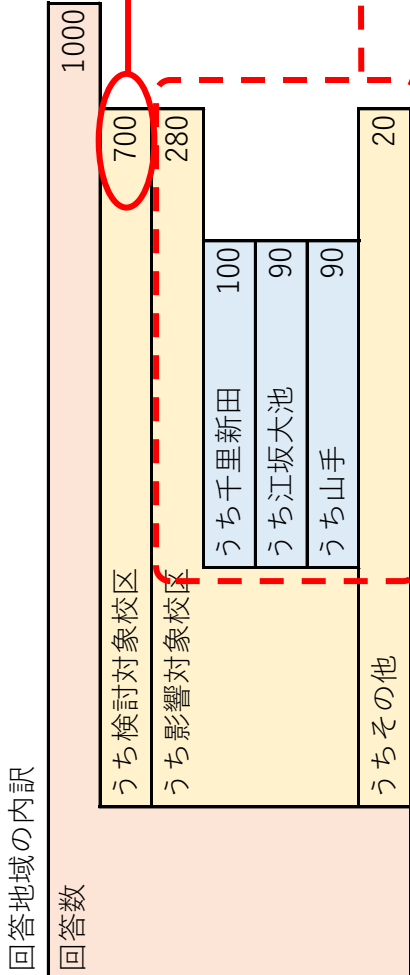 回答地域の内訳
回答数 1000
うち検討対象校区 700
うち影響対象校区 280
うち千里新田 100
うち江坂大池 90
うち山手 90
うちその他 20